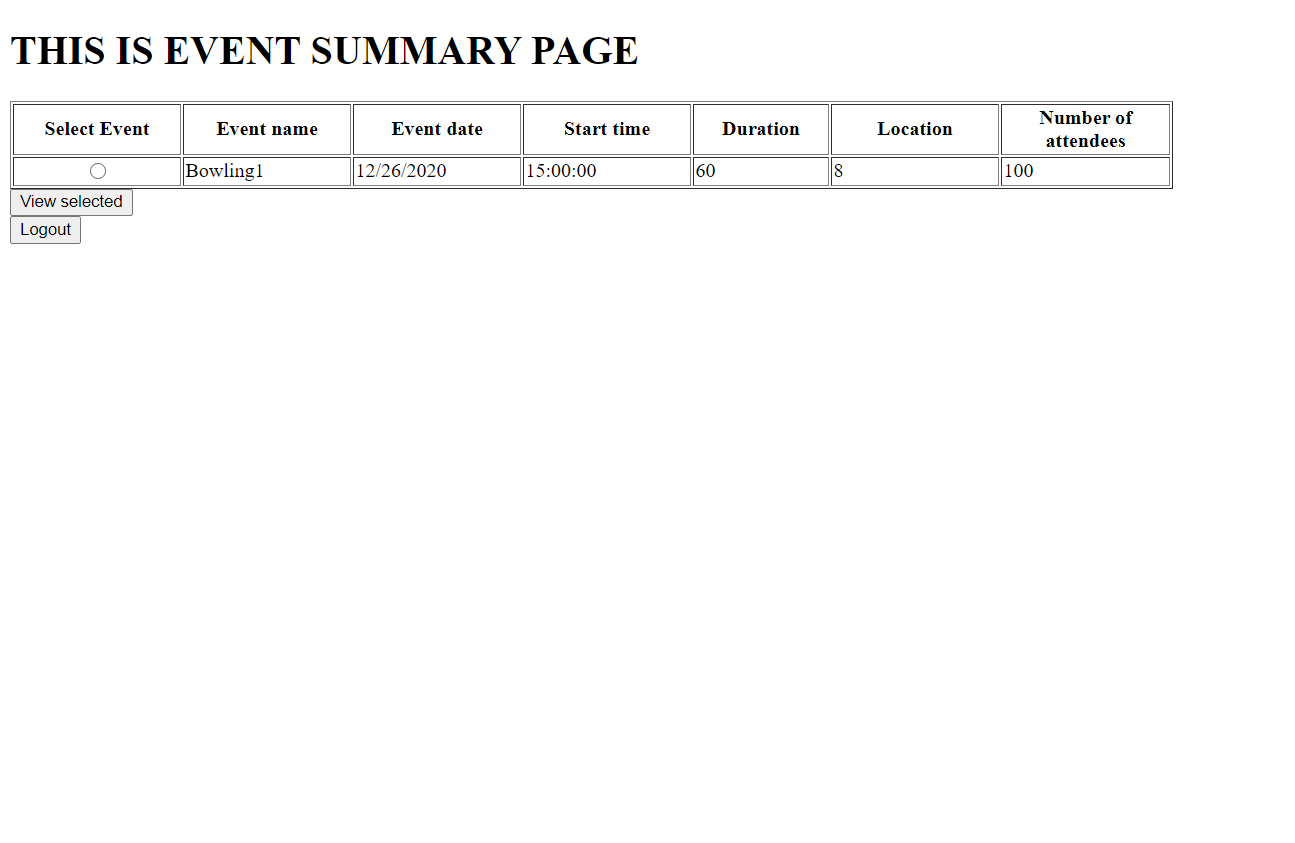 THIS IS EVENT SUMMARY PAGE
Select Event Event name Event date Start time Duration Location Number of attendees
Bowling1 12/26/2020 15:00:00 60 8 100
View selected
Logout